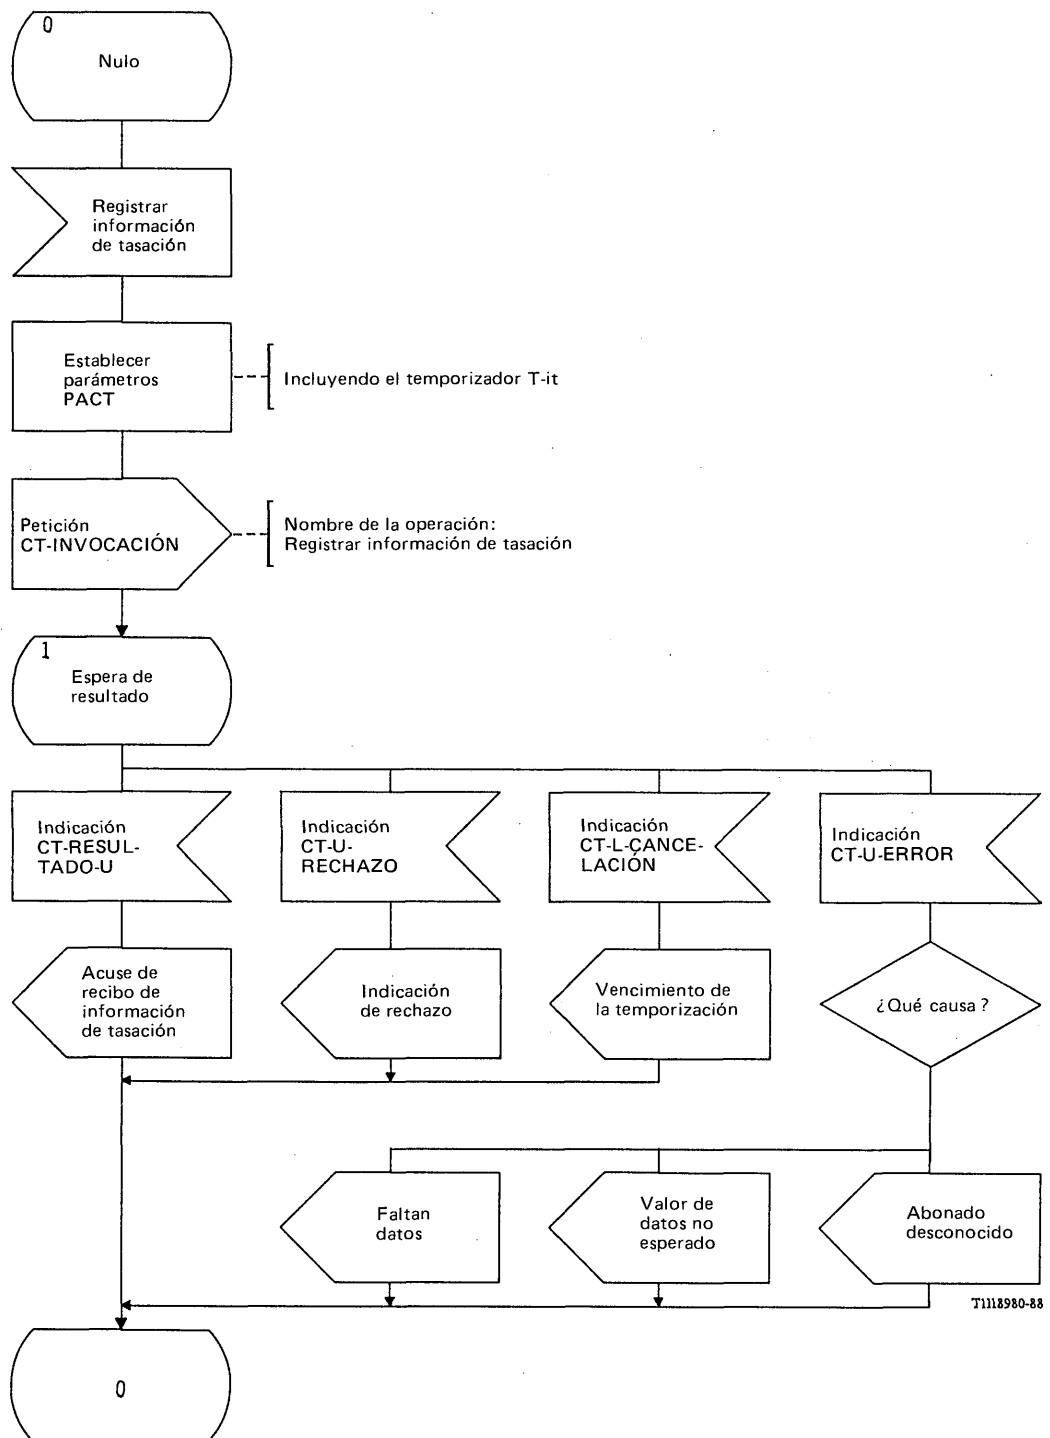 0
Nulo
Registrar
información
de tasación
Establecer
parámetros
PACT
Incluyendo el temporizador T-it
Petición
CT-INVOCACIÓN
Nombre de la operación:
Registrar información de tasación
1
Espera de
resultado
Indicación
CT-RESUL-
TADO-U
Indicación
CT-U-
RECHAZO
Indicación
CT-L-CANCE-
LACIÓN
Indicación
CT-U-ERROR
Acuse de
recibo de
información
de tasación
Indicación
de rechazo
Vencimiento de
la temporización
¿Qué causa?
Faltan
datos
Valor de
datos no
esperado
Abonado
desconocido
T1118980-88
0